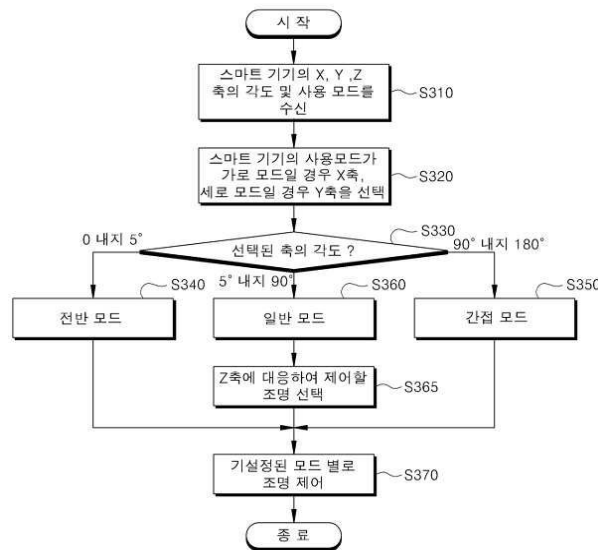 시 작
스마트 기기의 X, Y ,Z
축의 각도 및 사용 모드를
수신
S310
스마트 기기의 사용모드가
가로 모드일 경우 X축,
세로 모드일 경우 Y축을 선택
S320
S330
선택된 축의 각도 ?
0 내지 5°
5° 내지 90°
90° 내지 180°
S340
전반 모드
S360
일반 모드
S350
간접 모드
Z축에 대응하여 제어할
조명 선택
S365
기설정된 모드 별로
조명 제어
S370
종 료